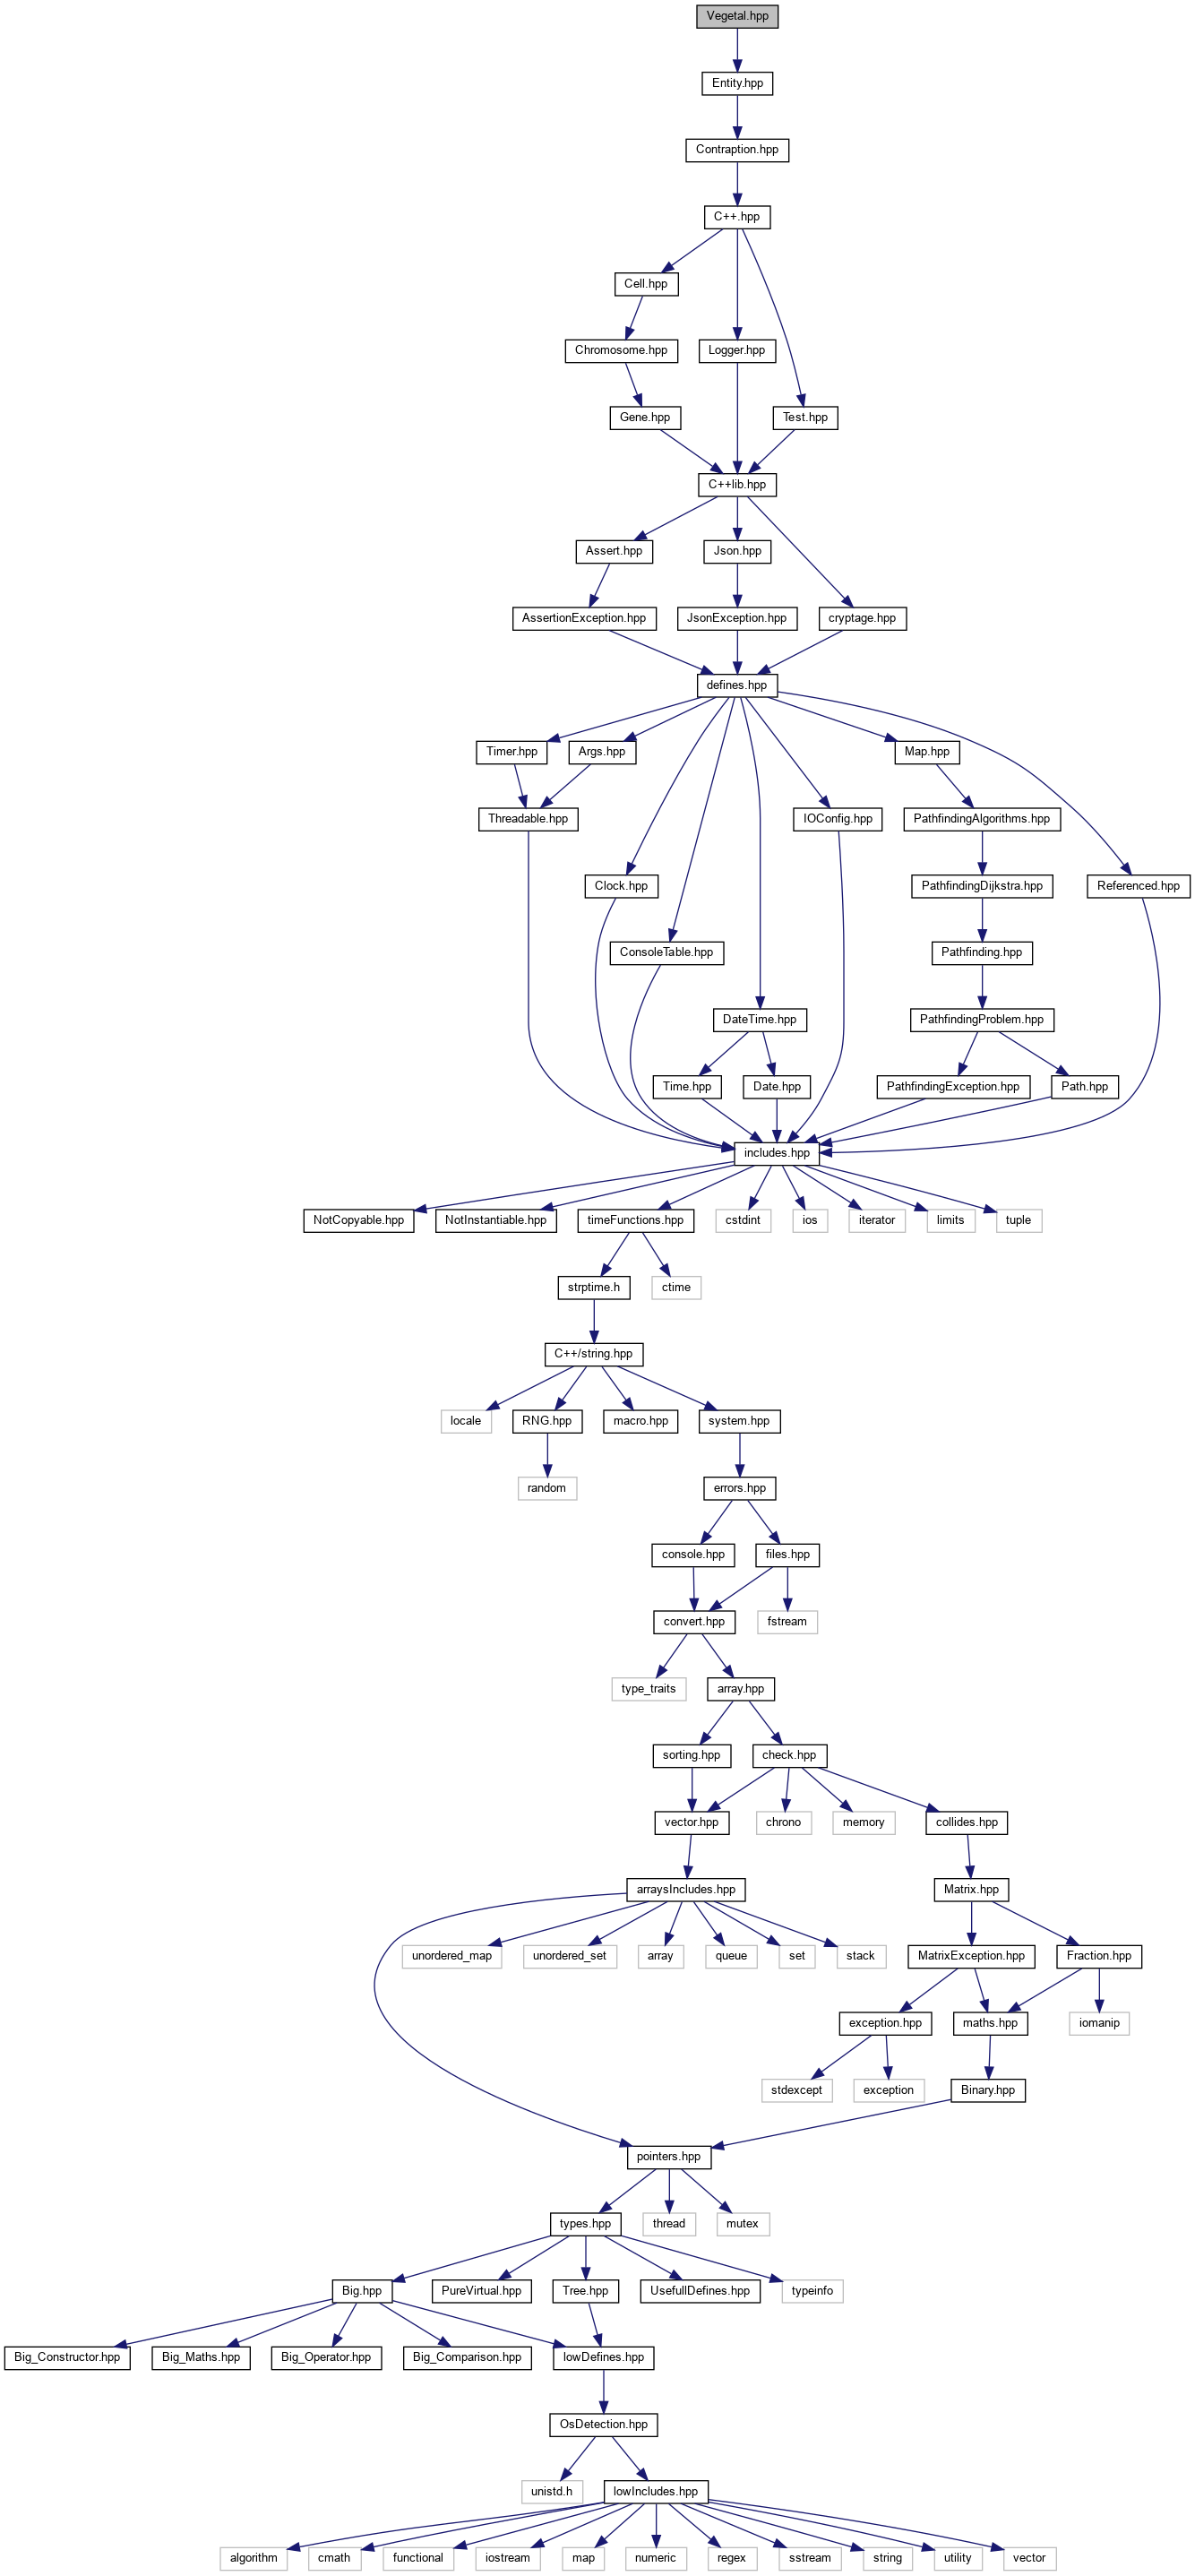 Vegetal.hpp
Entity.hpp
Contraption.hpp
C++.hpp
Cell.hpp
Chromosome.hpp
Logger.hpp
Gene.hpp
Test.hpp
C++lib.hpp
Assert.hpp
Json.hpp
AssertionException.hpp
JsonException.hpp
cryptage.hpp
defines.hpp
Timer.hpp
Args.hpp
Map.hpp
Threadable.hpp
IOConfig.hpp
PathfindingAlgorithms.hpp
Clock.hpp
PathfindingDijkstra.hpp
Referenced.hpp
ConsoleTable.hpp
Pathfinding.hpp
DateTime.hpp
PathfindingProblem.hpp
Time.hpp
Date.hpp
PathfindingException.hpp
Path.hpp
includes.hpp
NotCopyable.hpp
NotInstantiable.hpp
timeFunctions.hpp
cstdint
ios
iterator
limits
tuple
strptime.h
ctime
C++/string.hpp
locale
RNG.hpp
macro.hpp
system.hpp
random
errors.hpp
console.hpp
files.hpp
convert.hpp
fstream
type_traits
array.hpp
sorting.hpp
check.hpp
vector.hpp
chrono
memory
collides.hpp
arraysIncludes.hpp
Matrix.hpp
unordered_map
unordered_set
array
queue
set
stack
MatrixException.hpp
Fraction.hpp
exception.hpp
maths.hpp
iomanip
stdexcept
exception
Binary.hpp
pointers.hpp
types.hpp
thread
mutex
Big.hpp
PureVirtual.hpp
Tree.hpp
UsefullDefines.hpp
typeinfo
Big_Constructor.hpp
Big_Maths.hpp
Big_Operator.hpp
Big_Comparison.hpp
lowDefines.hpp
OsDetection.hpp
unistd.h
lowIncludes.hpp
algorithm
cmath
functional
iostream
map
numeric
regex
sstream
string
utility
vector